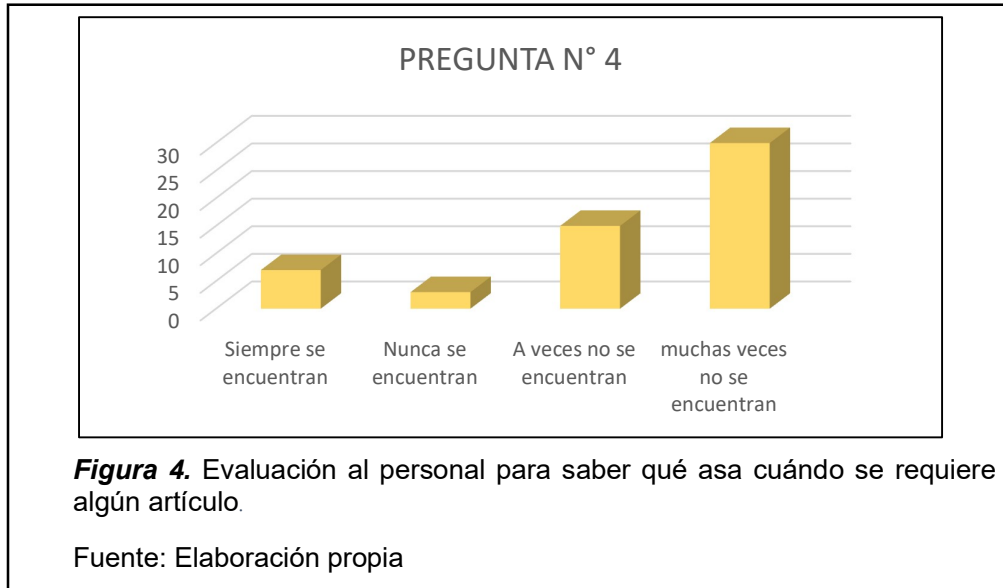 PREGUNTA N° 4
30
25
20
15
10
5
0
Siempre se
encuentran
Nunca se
encuentran
A veces no se
encuentran
muchas veces
no se
encuentran
Figura 4. Evaluación al personal para saber qué asa cuándo se requiere
algún artículo.
Fuente: Elaboración propia